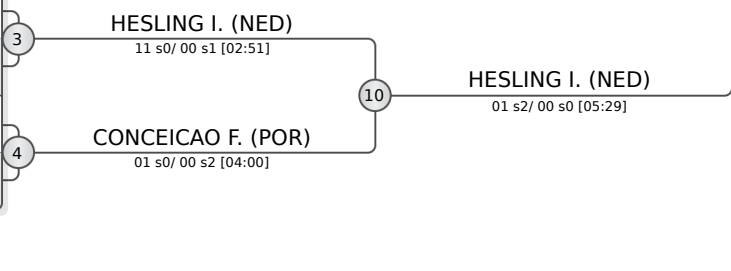 HESLING I. (NED)
3
11 s0/ 00 s1 [02:51]
HESLING I. (NED)
10
01 s2/ 00 s0 [05:29]
CONCEICAO F. (POR)
4
01 s0/ 00 s2 [04:00]